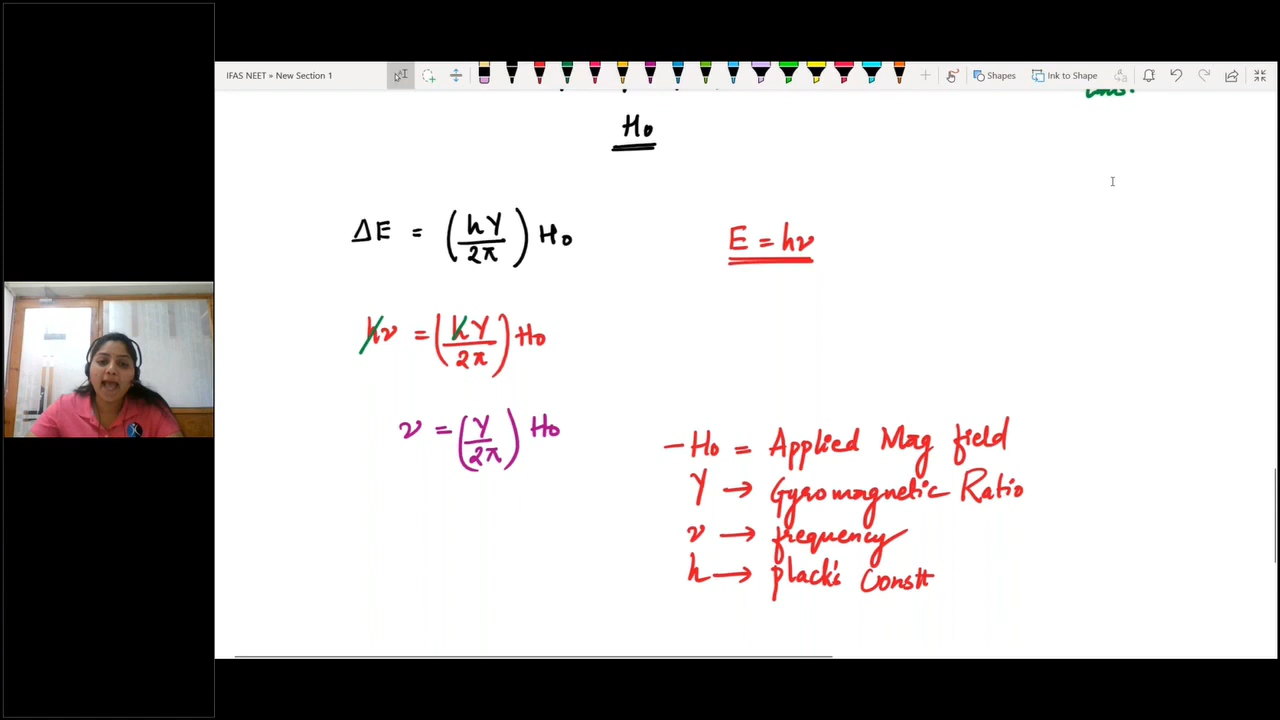 IFAS NEET » New Section 1
Shapes
Ink to Shape
H₀
ΔE = (hγ/2π) H₀
E = hν
hν = (hγ/2π) H₀
ν = (γ/2π) H₀
– H₀ = Applied Mag field
γ → Gyromagnetic Ratio
ν → frequency
h → plack's Constt